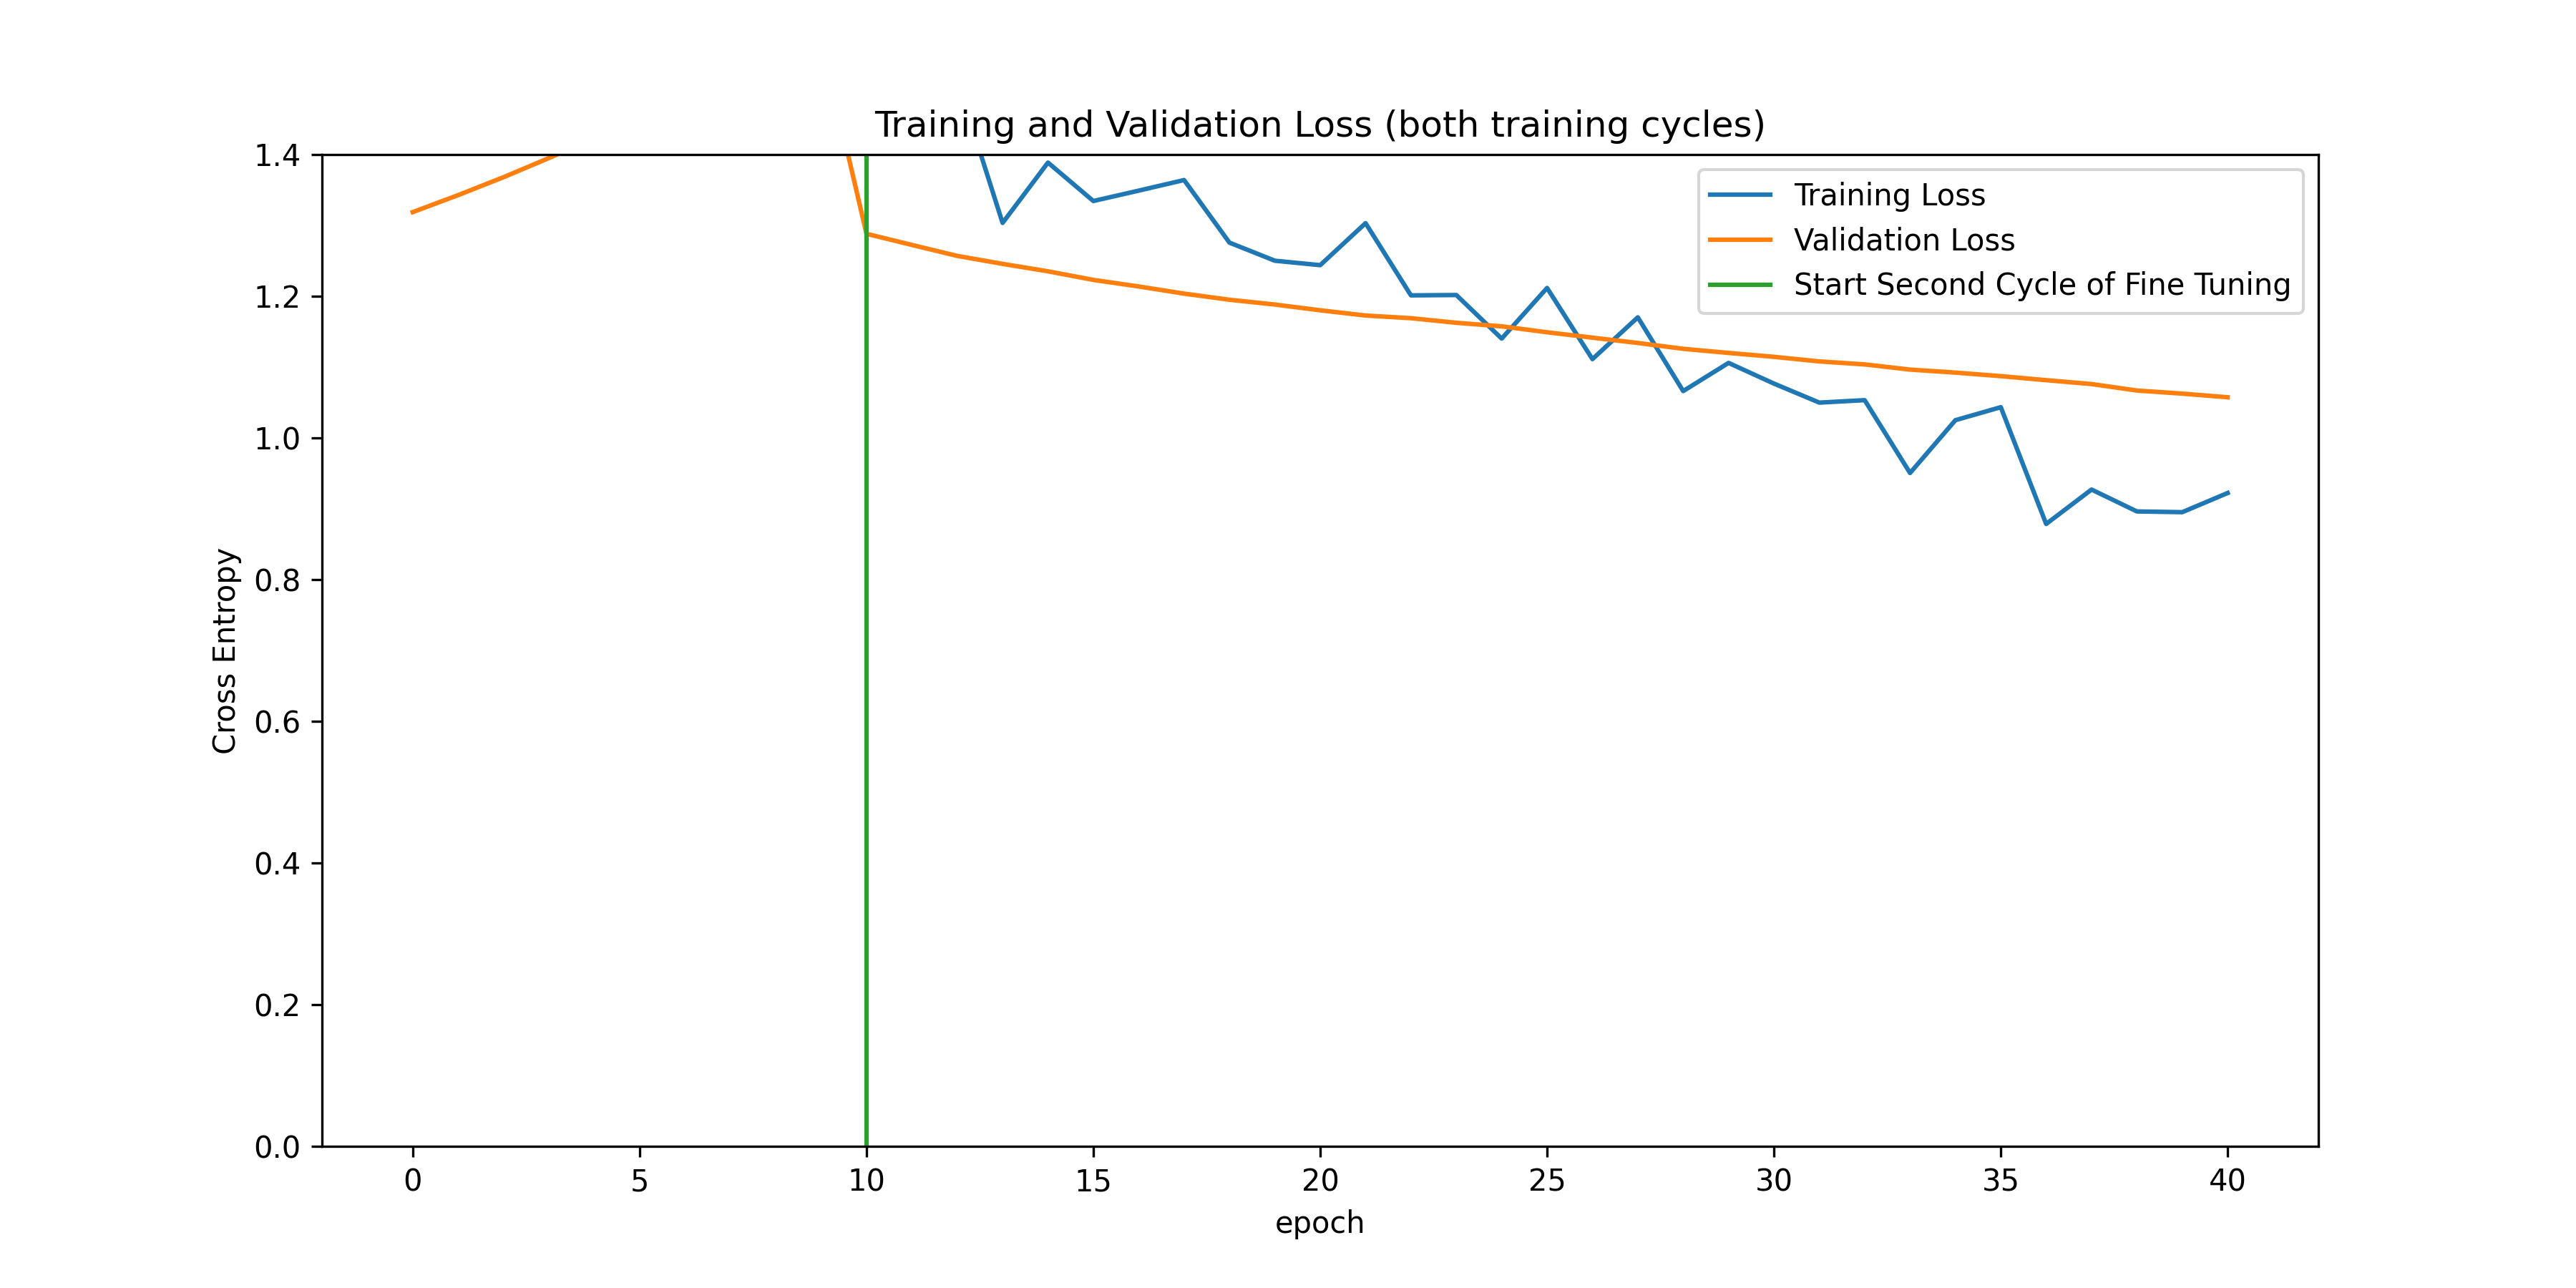 Training and Validation Loss (both training cycles)
1.4
1.2
1.0
0.8
0.6
0.4
0.2
0.0
Cross Entropy
Training Loss
Validation Loss
Start Second Cycle of Fine Tuning
0 5 10 15 20 25 30 35 40
epoch